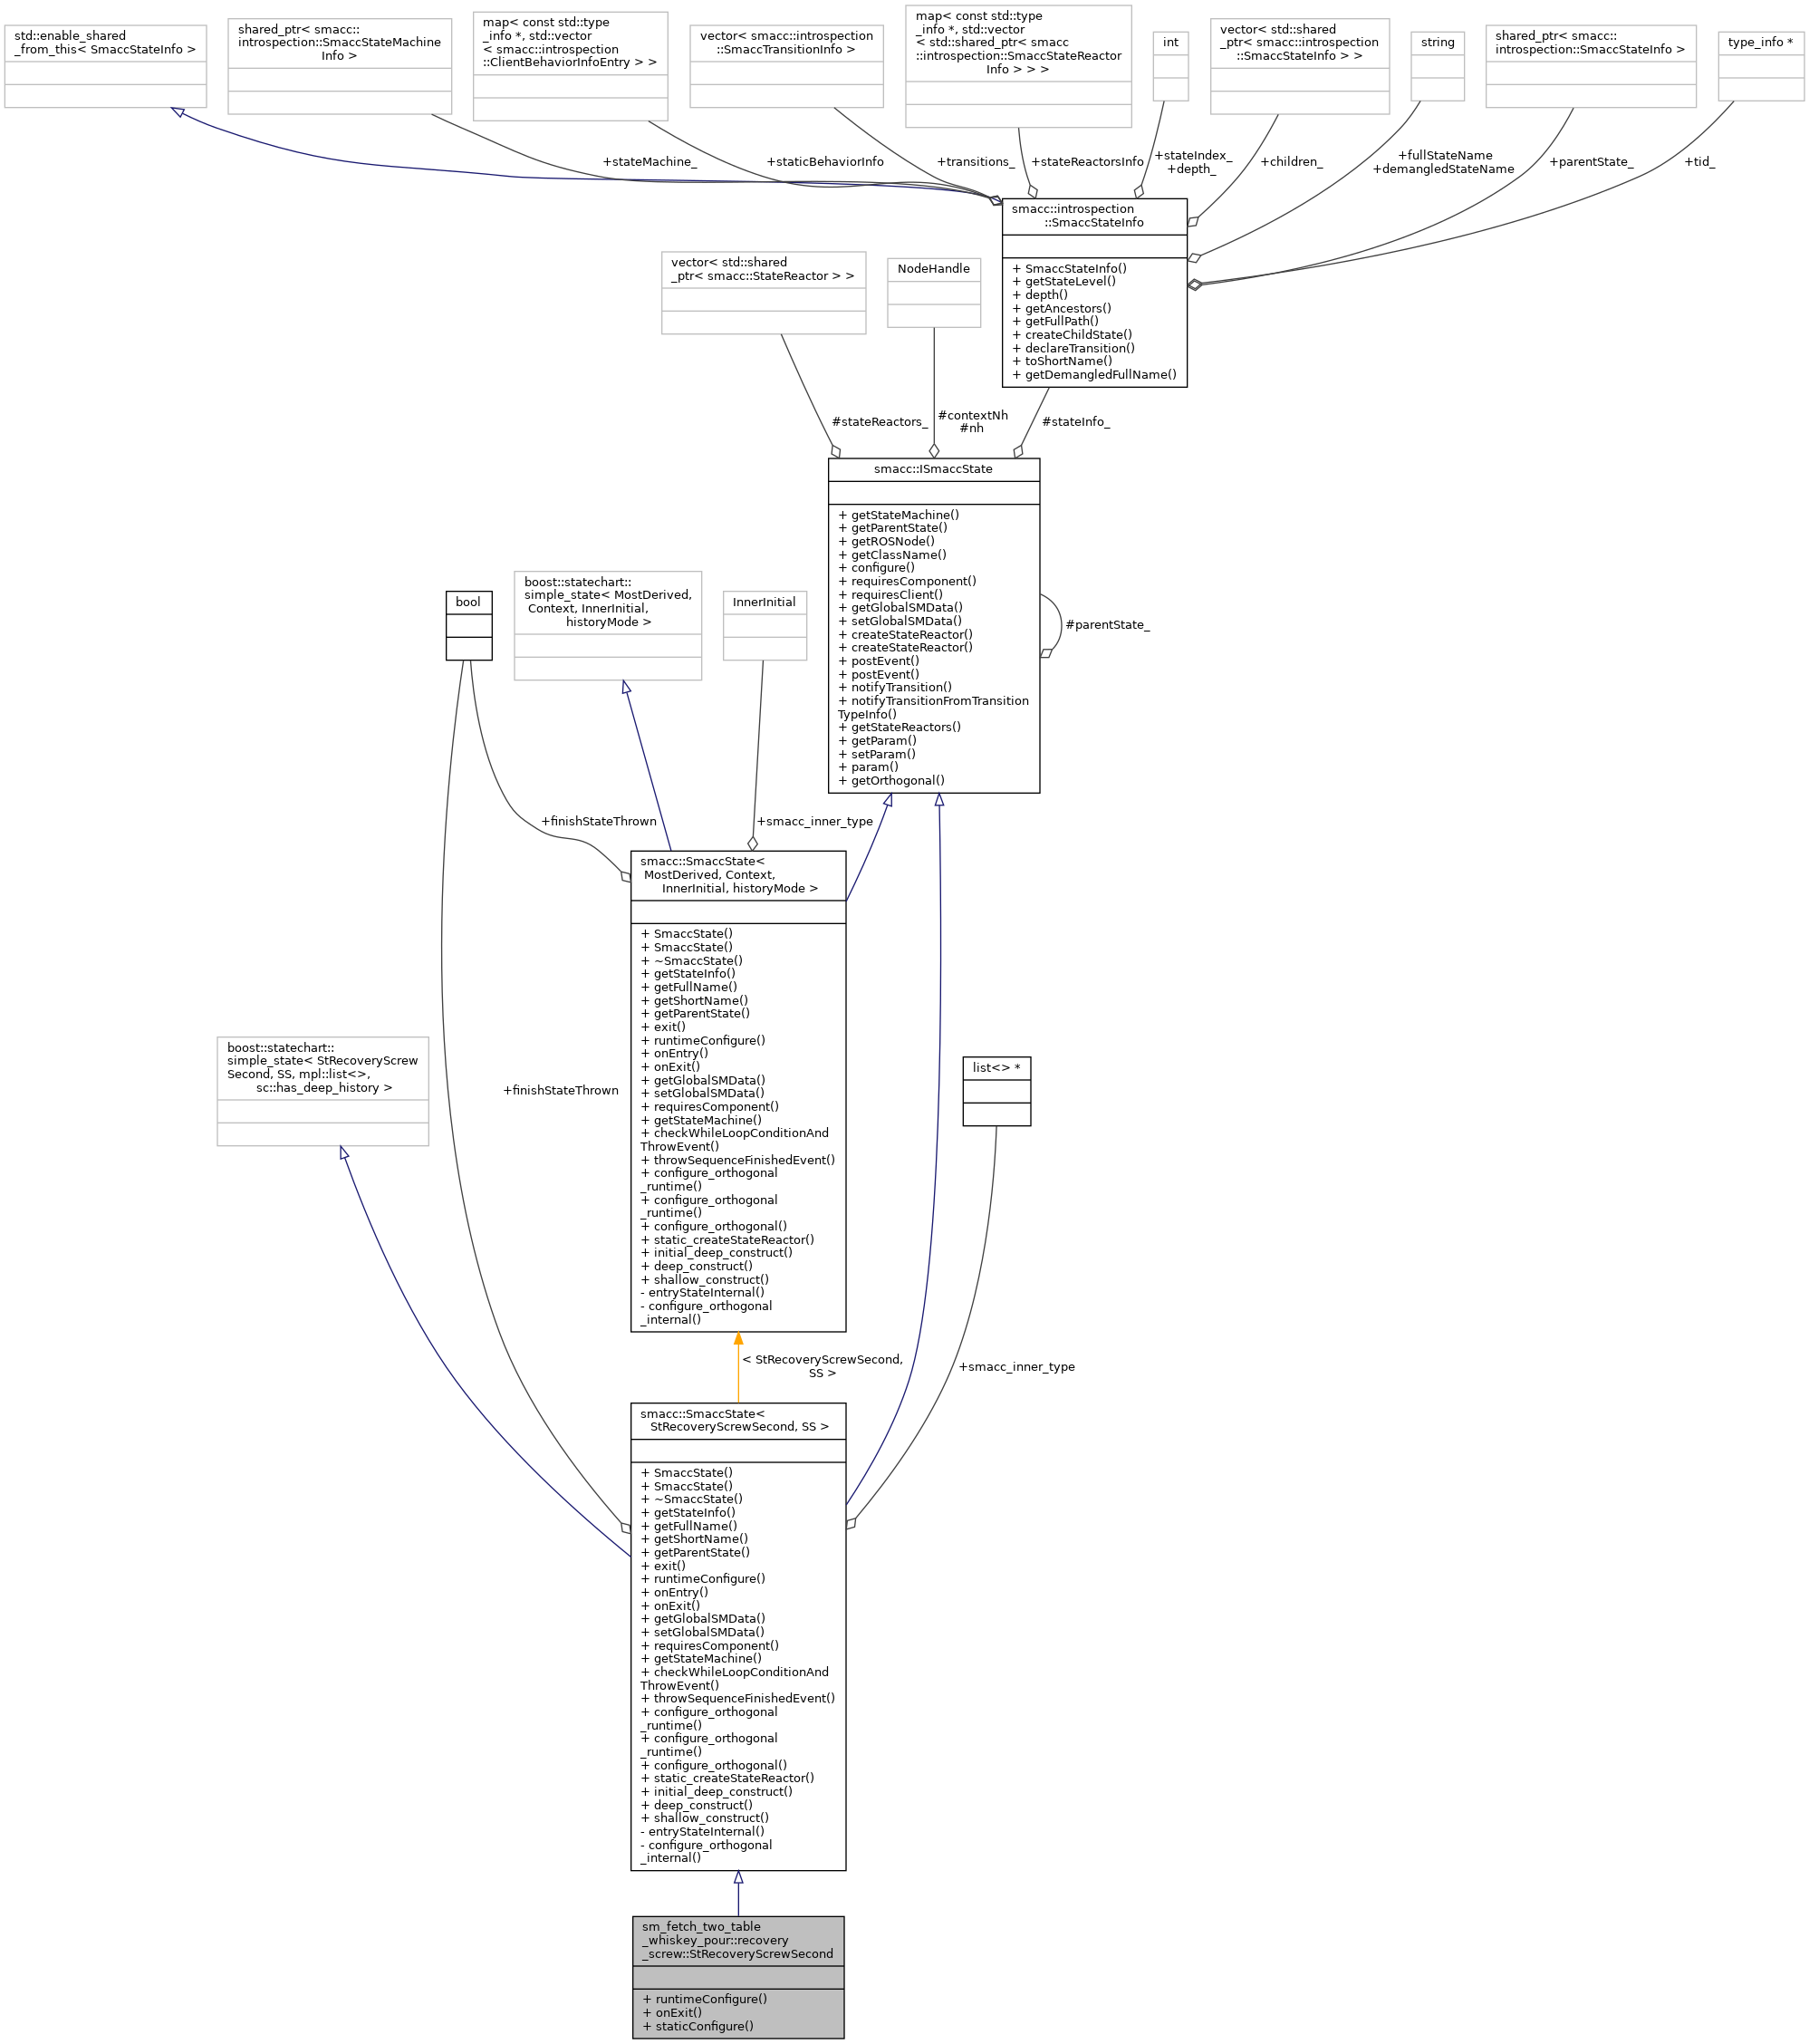 std::enable_shared
_from_this< SmaccStateInfo >
shared_ptr< smacc::
introspection::SmaccStateMachine
Info >
map< const std::type
_info *, std::vector
< smacc::introspection
::ClientBehaviorInfoEntry > >
vector< smacc::introspection
::SmaccTransitionInfo >
map< const std::type
_info *, std::vector
< std::shared_ptr< smacc
::introspection::SmaccStateReactor
Info > > >
int
vector< std::shared
_ptr< smacc::introspection
::SmaccStateInfo > >
string
shared_ptr< smacc::
introspection::SmaccStateInfo >
type_info *
+stateMachine_
+staticBehaviorInfo
+transitions_
+stateReactorsInfo
+stateIndex_
+depth_
+children_
+fullStateName
+demangledStateName
+parentState_
+tid_
smacc::introspection
::SmaccStateInfo
+ SmaccStateInfo()
+ getStateLevel()
+ depth()
+ getAncestors()
+ getFullPath()
+ createChildState()
+ declareTransition()
+ toShortName()
+ getDemangledFullName()
vector< std::shared
_ptr< smacc::StateReactor > >
NodeHandle
#stateReactors_
#contextNh
#nh
#stateInfo_
smacc::ISmaccState
+ getStateMachine()
+ getParentState()
+ getROSNode()
+ getClassName()
+ configure()
+ requiresComponent()
+ requiresClient()
+ getGlobalSMData()
+ setGlobalSMData()
+ createStateReactor()
+ createStateReactor()
+ postEvent()
+ postEvent()
+ notifyTransition()
+ notifyTransitionFromTransition
TypeInfo()
+ getStateReactors()
+ getParam()
+ setParam()
+ param()
+ getOrthogonal()
#parentState_
bool
boost::statechart::
simple_state< MostDerived,
Context, InnerInitial,
historyMode >
InnerInitial
+finishStateThrown
+smacc_inner_type
smacc::SmaccState<
MostDerived, Context,
InnerInitial, historyMode >
+ SmaccState()
+ SmaccState()
+ ~SmaccState()
+ getStateInfo()
+ getFullName()
+ getShortName()
+ getParentState()
+ exit()
+ runtimeConfigure()
+ onEntry()
+ onExit()
+ getGlobalSMData()
+ setGlobalSMData()
+ requiresComponent()
+ getStateMachine()
+ checkWhileLoopConditionAnd
ThrowEvent()
+ throwSequenceFinishedEvent()
+ configure_orthogonal
_runtime()
+ configure_orthogonal
_runtime()
+ configure_orthogonal()
+ static_createStateReactor()
+ initial_deep_construct()
+ deep_construct()
+ shallow_construct()
- entryStateInternal()
- configure_orthogonal
_internal()
boost::statechart::
simple_state< StRecoveryScrew
Second, SS, mpl::list<>,
sc::has_deep_history >
+finishStateThrown
list<> *
< StRecoveryScrewSecond,
SS >
+smacc_inner_type
smacc::SmaccState<
StRecoveryScrewSecond, SS >
+ SmaccState()
+ SmaccState()
+ ~SmaccState()
+ getStateInfo()
+ getFullName()
+ getShortName()
+ getParentState()
+ exit()
+ runtimeConfigure()
+ onEntry()
+ onExit()
+ getGlobalSMData()
+ setGlobalSMData()
+ requiresComponent()
+ getStateMachine()
+ checkWhileLoopConditionAnd
ThrowEvent()
+ throwSequenceFinishedEvent()
+ configure_orthogonal
_runtime()
+ configure_orthogonal
_runtime()
+ configure_orthogonal()
+ static_createStateReactor()
+ initial_deep_construct()
+ deep_construct()
+ shallow_construct()
- entryStateInternal()
- configure_orthogonal
_internal()
sm_fetch_two_table
_whiskey_pour::recovery
_screw::StRecoveryScrewSecond
+ runtimeConfigure()
+ onExit()
+ staticConfigure()